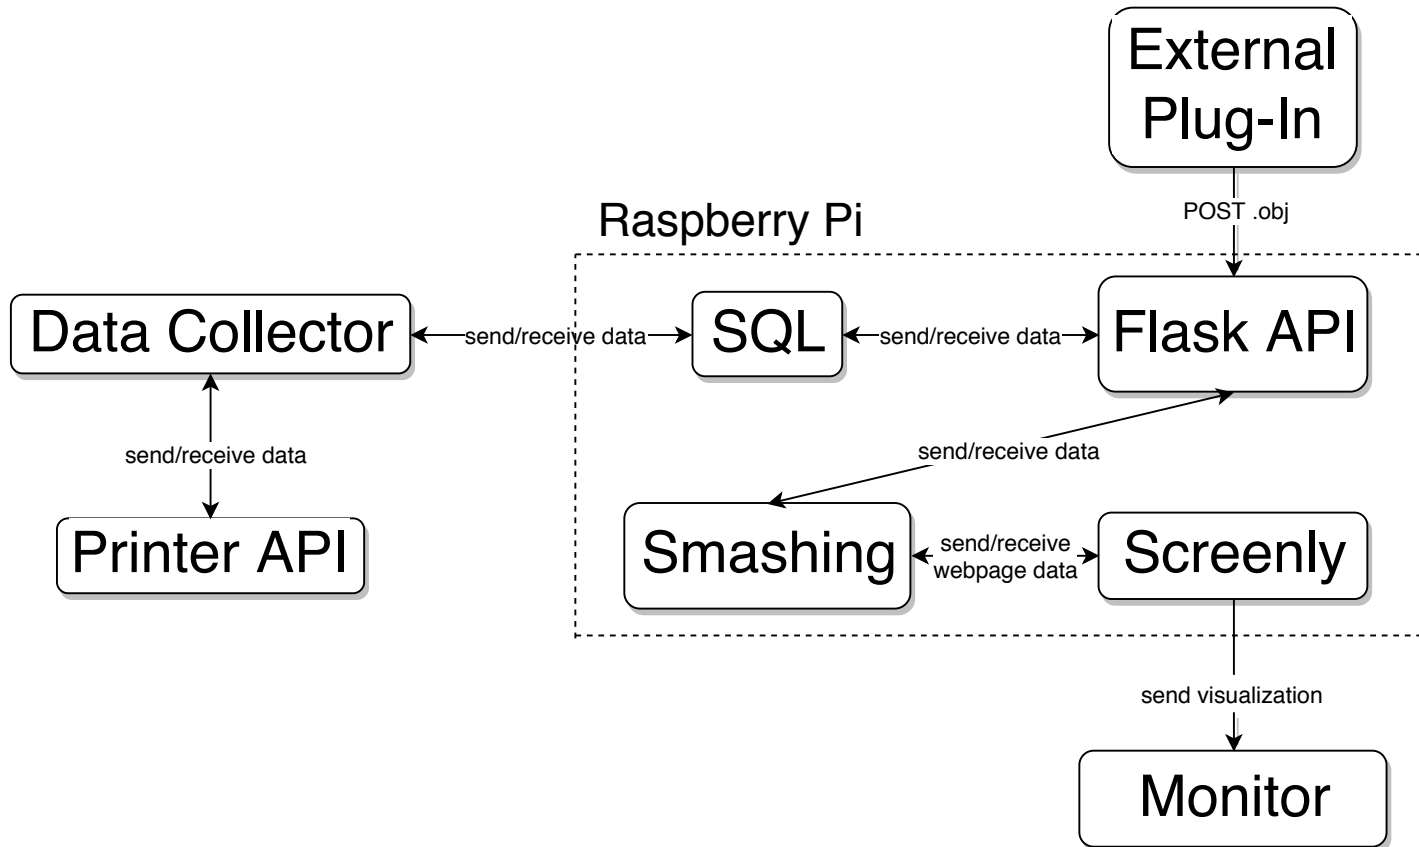 External
Plug-In
POST .obj
Raspberry Pi
Data Collector
send/receive data
SQL
send/receive data
Flask API
send/receive data
send/receive data
Printer API
Smashing
send/receive
webpage data
Screenly
send visualization
Monitor